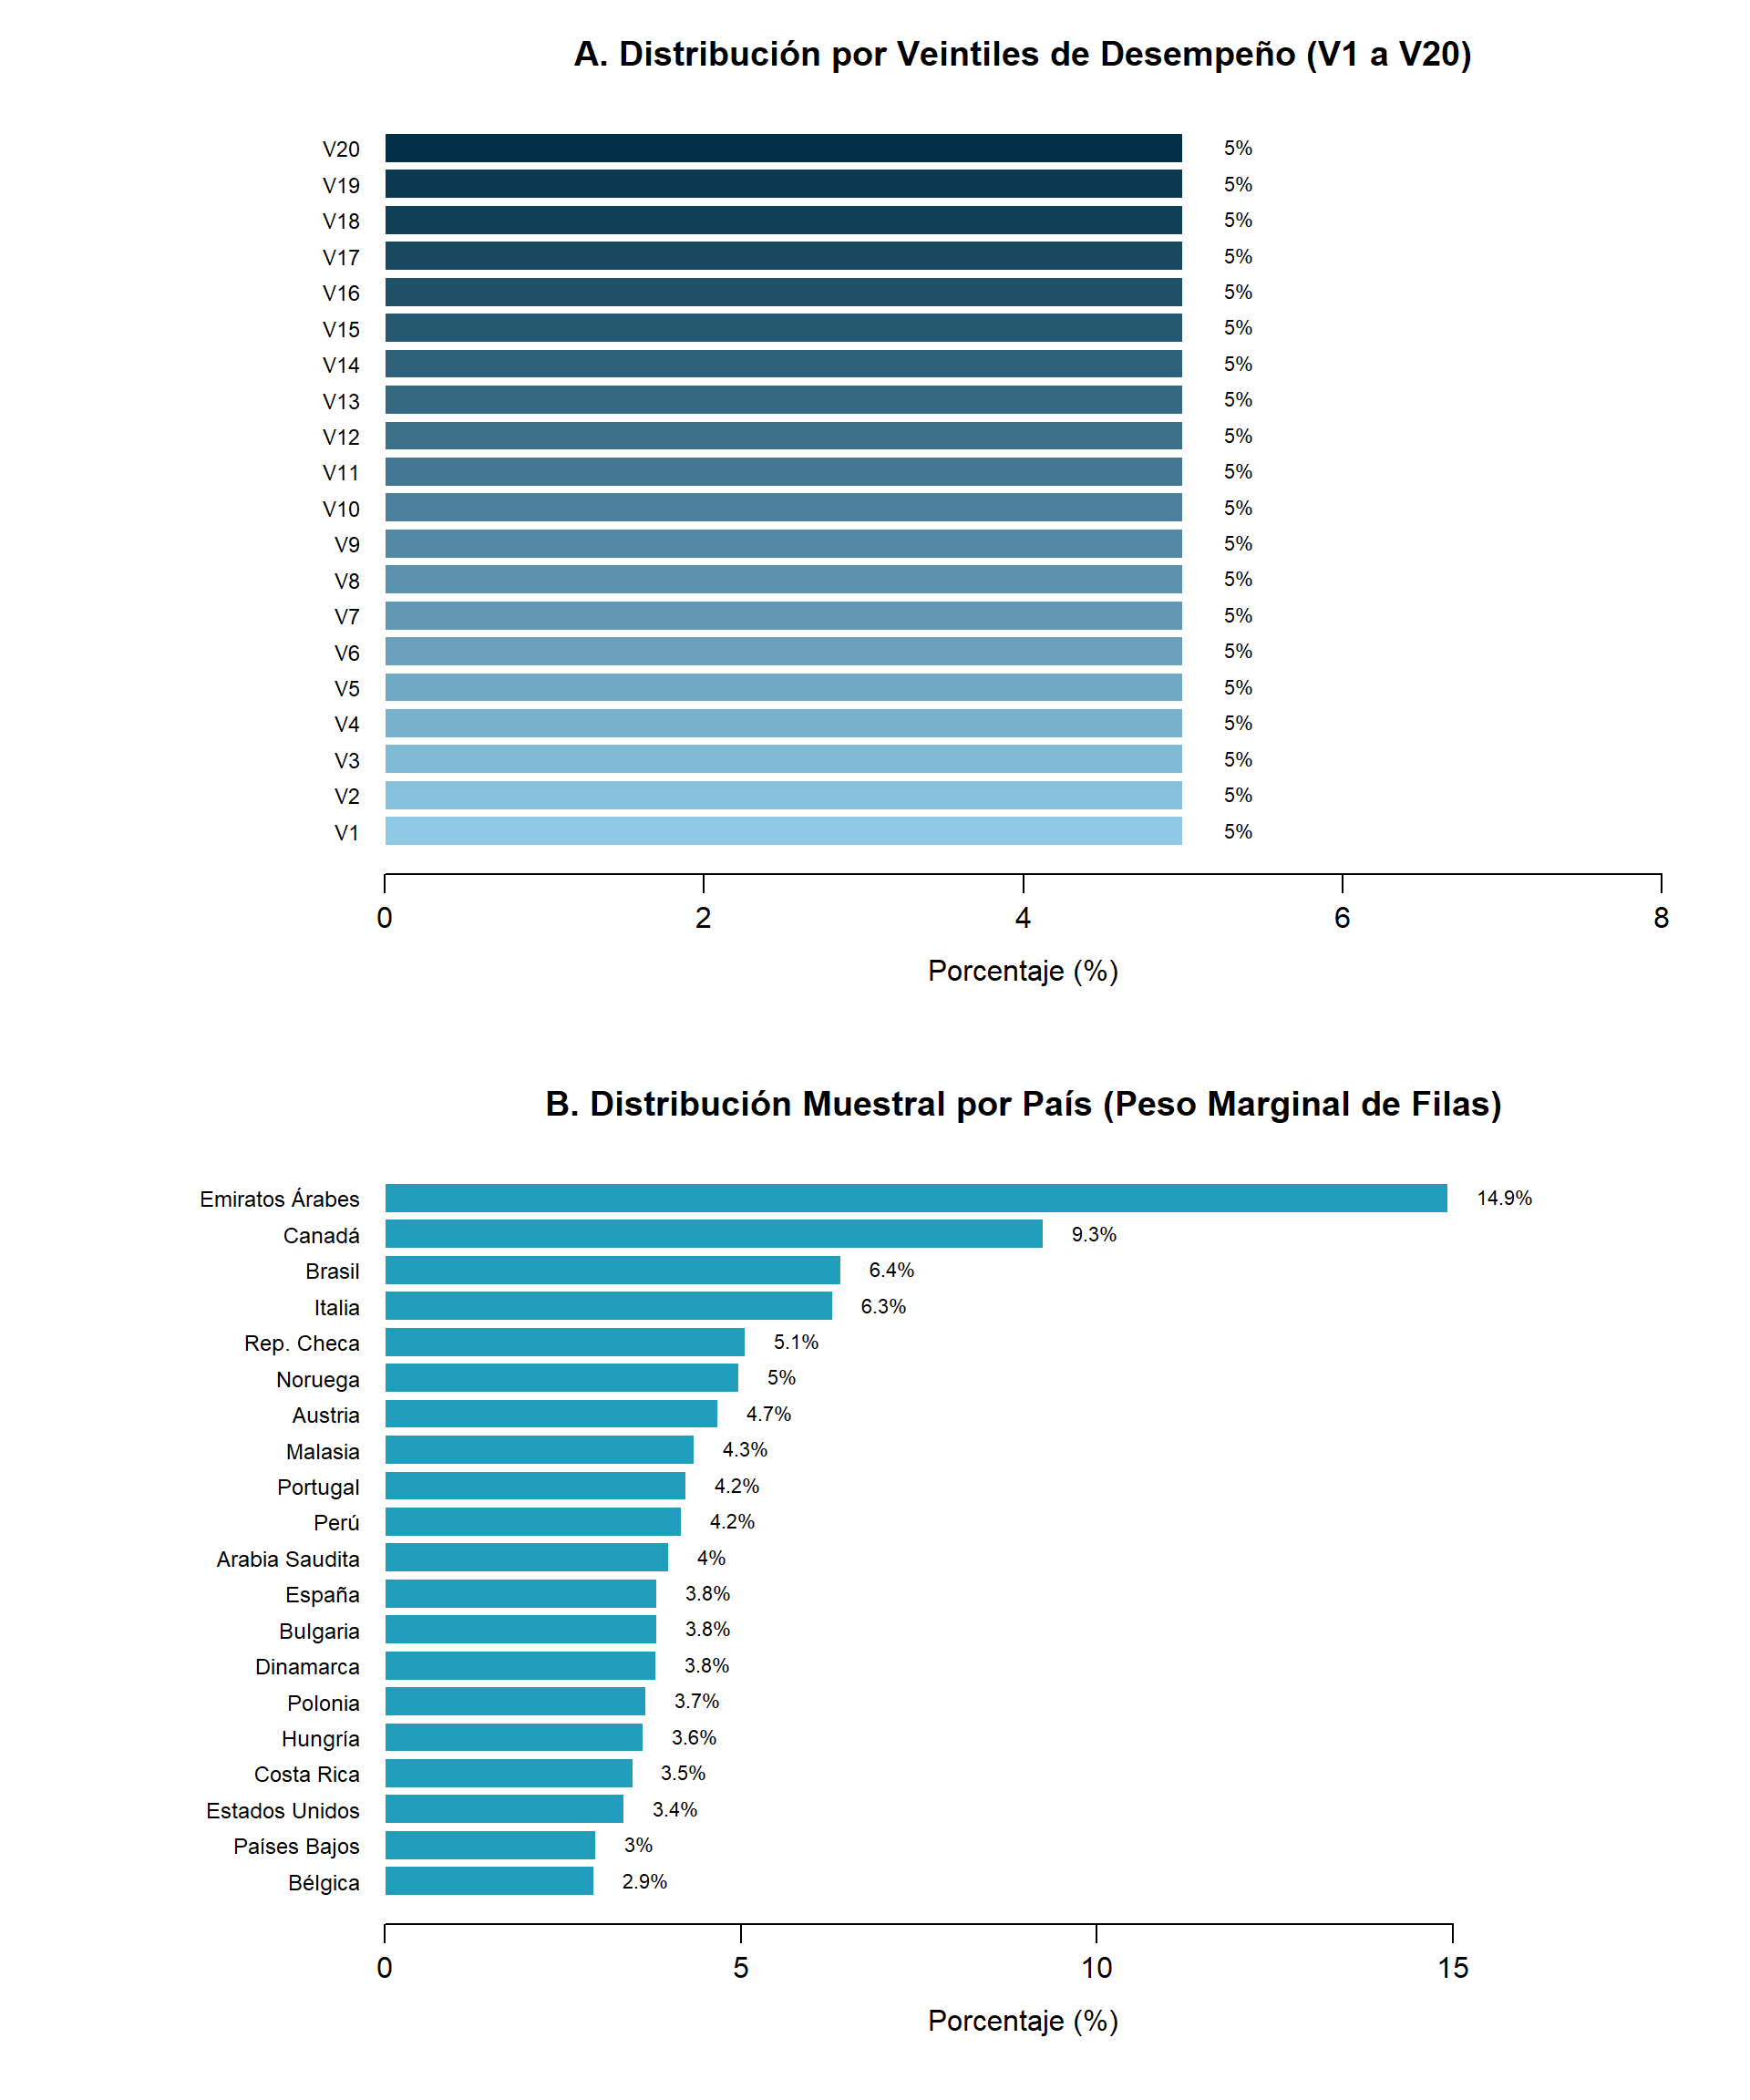 A. Distribución por Veintiles de Desempeño (V1 a V20)
V20 5%
V19 5%
V18 5%
V17 5%
V16 5%
V15 5%
V14 5%
V13 5%
V12 5%
V11 5%
V10 5%
V9 5%
V8 5%
V7 5%
V6 5%
V5 5%
V4 5%
V3 5%
V2 5%
V1 5%
0 2 4 6 8
Porcentaje (%)
B. Distribución Muestral por País (Peso Marginal de Filas)
Emiratos Árabes 14.9%
Canadá 9.3%
Brasil 6.4%
Italia 6.3%
Rep. Checa 5.1%
Noruega 5%
Austria 4.7%
Malasia 4.3%
Portugal 4.2%
Perú 4.2%
Arabia Saudita 4%
España 3.8%
Bulgaria 3.8%
Dinamarca 3.8%
Polonia 3.7%
Hungría 3.6%
Costa Rica 3.5%
Estados Unidos 3.4%
Países Bajos 3%
Bélgica 2.9%
0 5 10 15
Porcentaje (%)